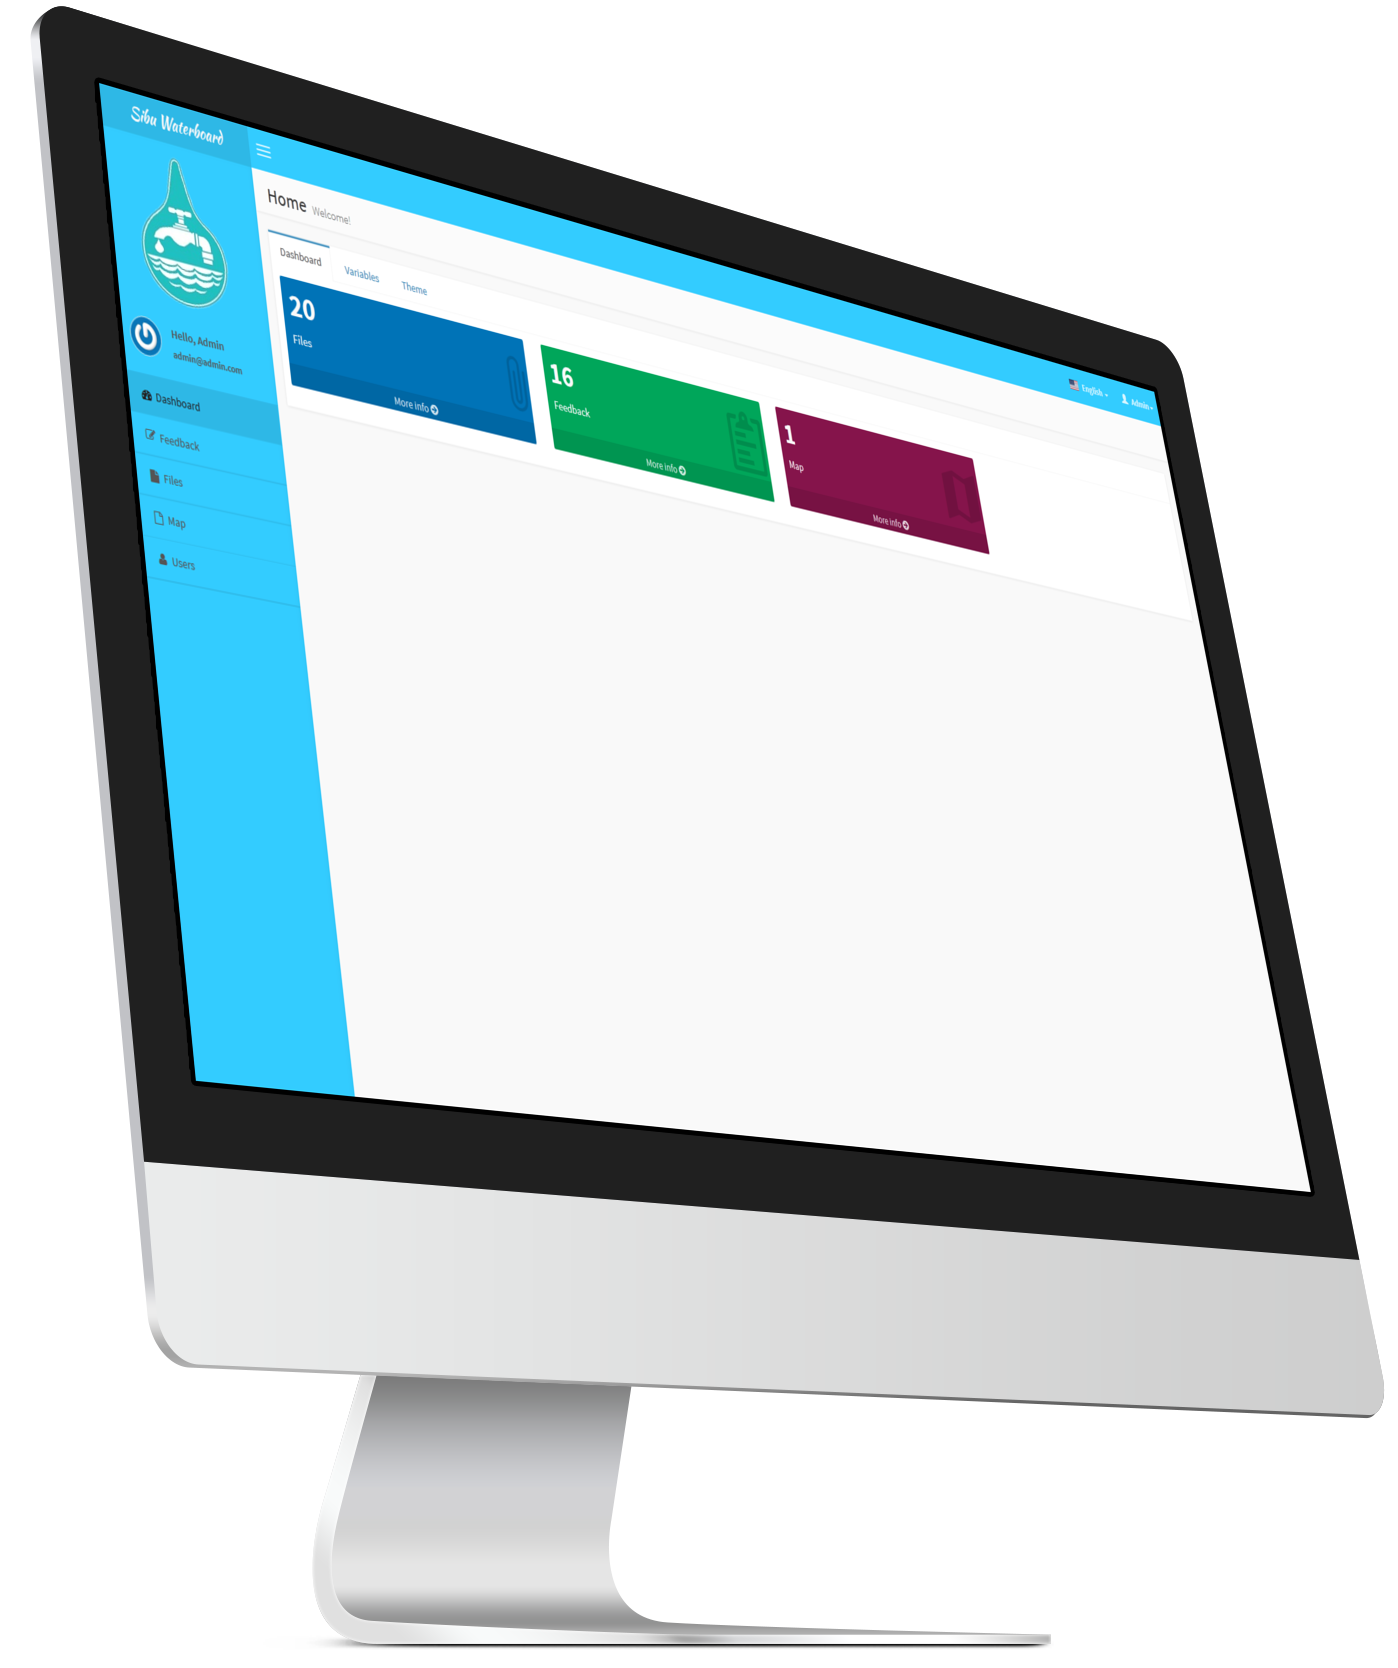 Sibu Waterboard
Hello, Admin
admin@admin.com
Dashboard
Feedback
Files
Map
Users
English
Admin
Home Welcome!
Dashboard Variables Theme
20
Files
More info
16
Feedback
More info
1
Map
More info